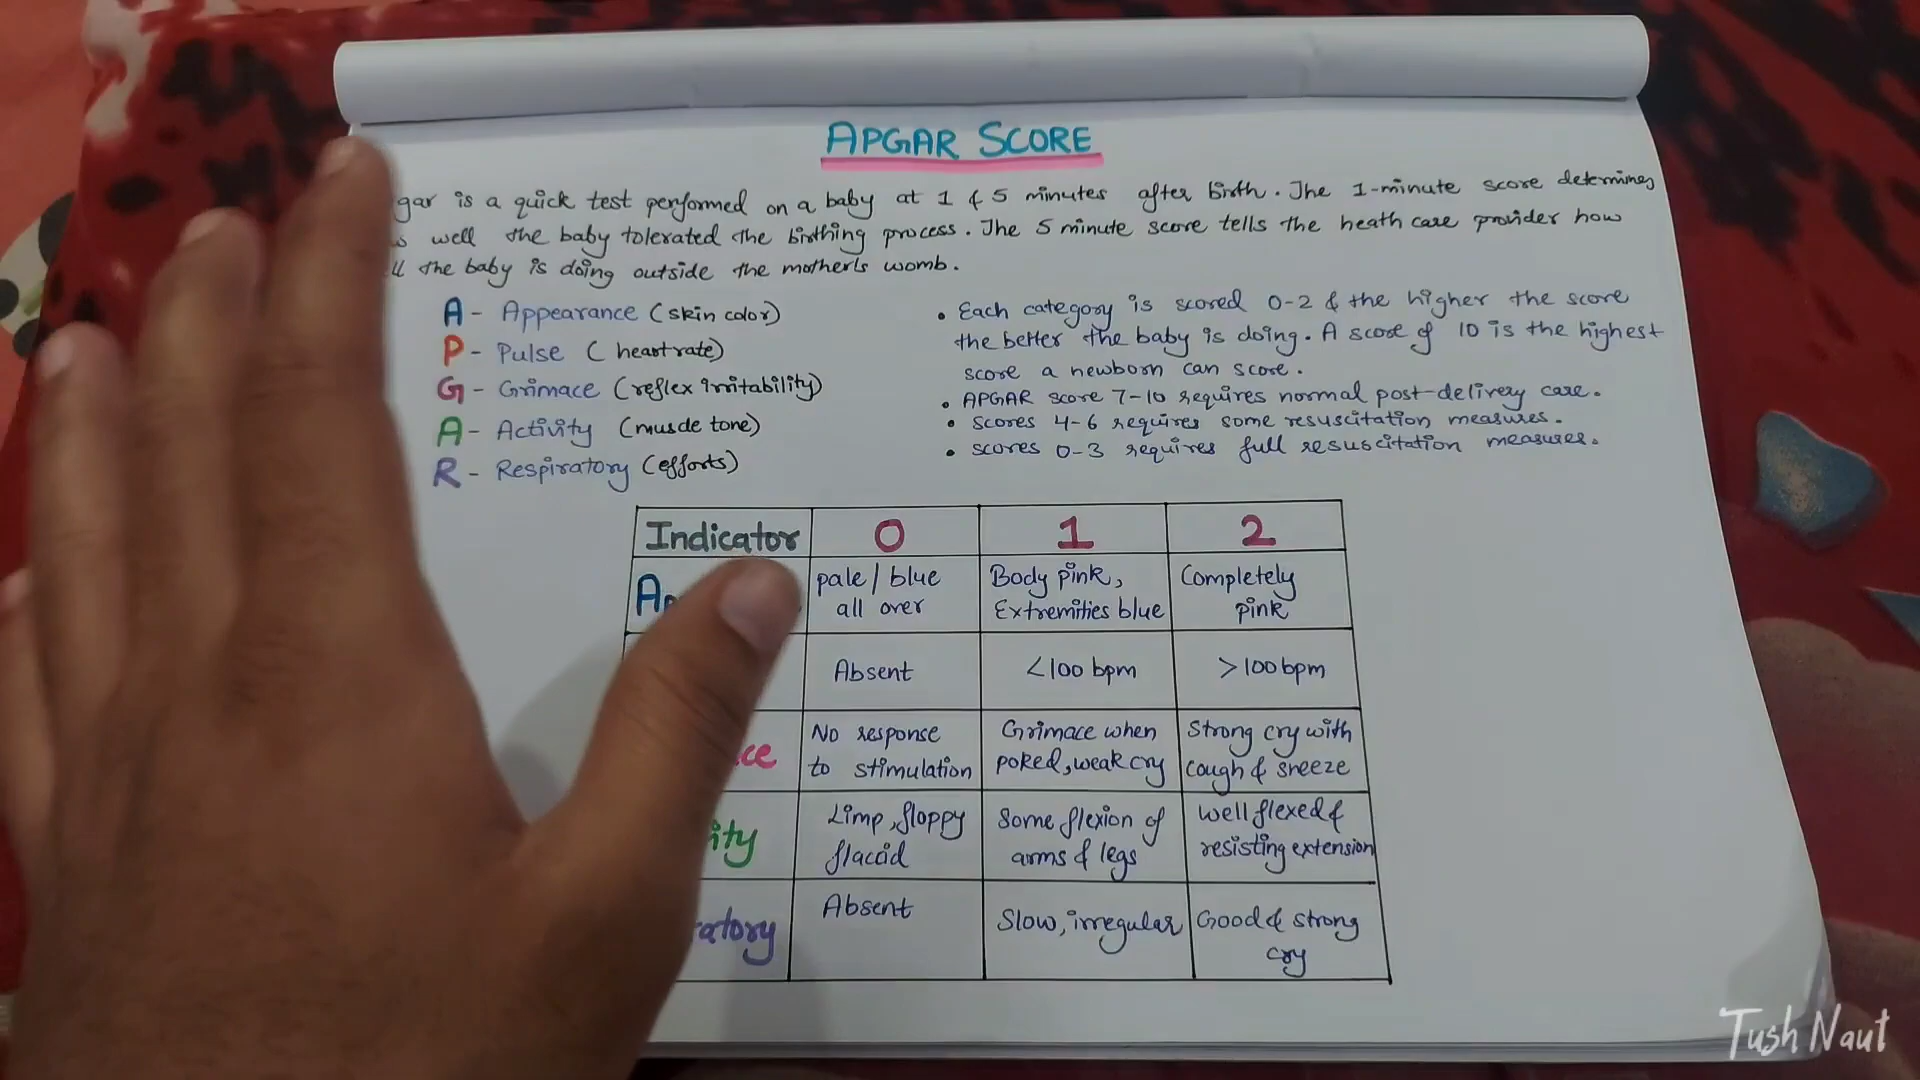 APGAR SCORE
gar is a quick test performed on a baby at 1 & 5 minutes after birth. The 1-minute score determines
well the baby tolerated the birthing process. The 5 minute score tells the heath care provider how
the baby is doing outside the mother's womb.
A - Appearance (skin color)
P - Pulse (heart rate)
G - Grimace (reflex irritability)
A - Activity (muscle tone)
R - Respiratory (efforts)
• Each category is scored 0-2 & the higher the score
the better the baby is doing. A score of 10 is the highest
score a newborn can score.
• APGAR score 7-10 requires normal post-delivery care.
• scores 4-6 requires some resuscitation measures.
• scores 0-3 requires full resuscitation measures.
Indicator 0 1 2
pale / blue all over Body pink, Extremities blue Completely pink
Absent <100 bpm >100 bpm
ce No response to stimulation Grimace when poked, weak cry Strong cry with cough & sneeze
ity Limp, floppy flacid Some flexion of arms & legs well flexed & resisting extension
atory Absent Slow, irregular Good & strong cry
Tush Naut